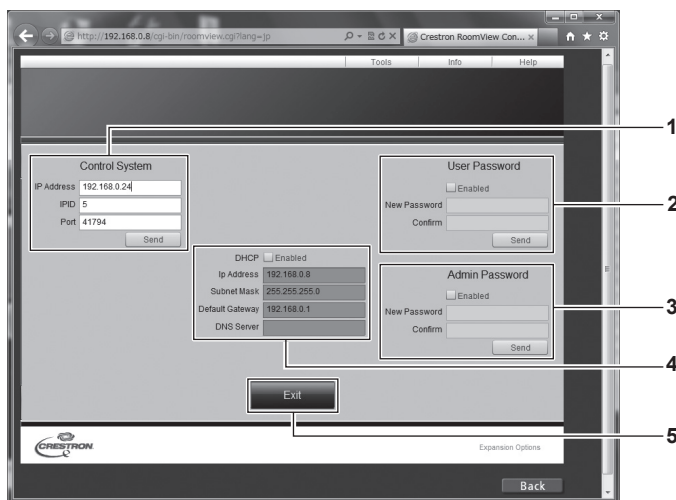 http://192.168.0.8/cgi-bin/roomview.cgi?lang=jp
Crestron RoomView Con...
Tools Info Help
1
Control System
IP Address 192.168.0.24
IPID 5
Port 41794
Send
User Password
Enabled
New Password
Confirm
Send
2
DHCP Enabled
Ip Address 192.168.0.8
Subnet Mask 255.255.255.0
Default Gateway 192.168.0.1
DNS Server
Admin Password
Enabled
New Password
Confirm
Send
3
4
Exit
5
CRESTRON
Expansion Options
Back